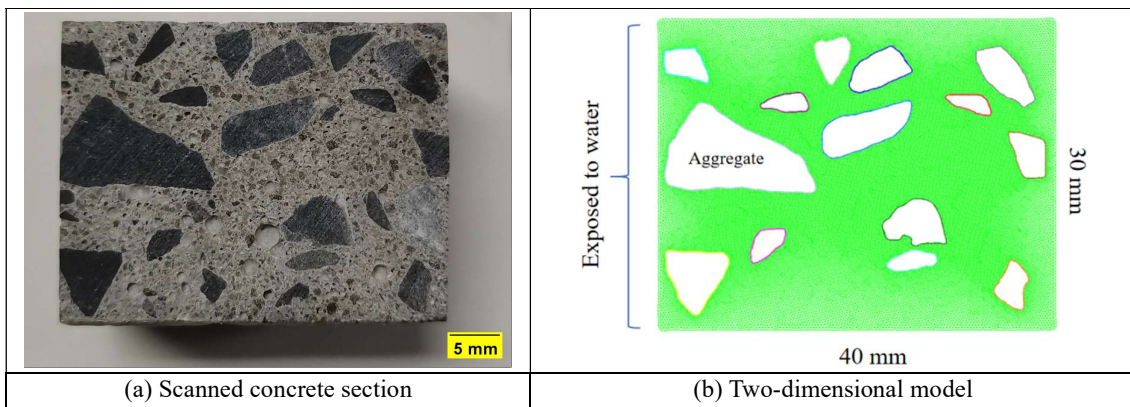 5 mm
(a) Scanned concrete section
Exposed to water
Aggregate
30 mm
40 mm
(b) Two-dimensional model